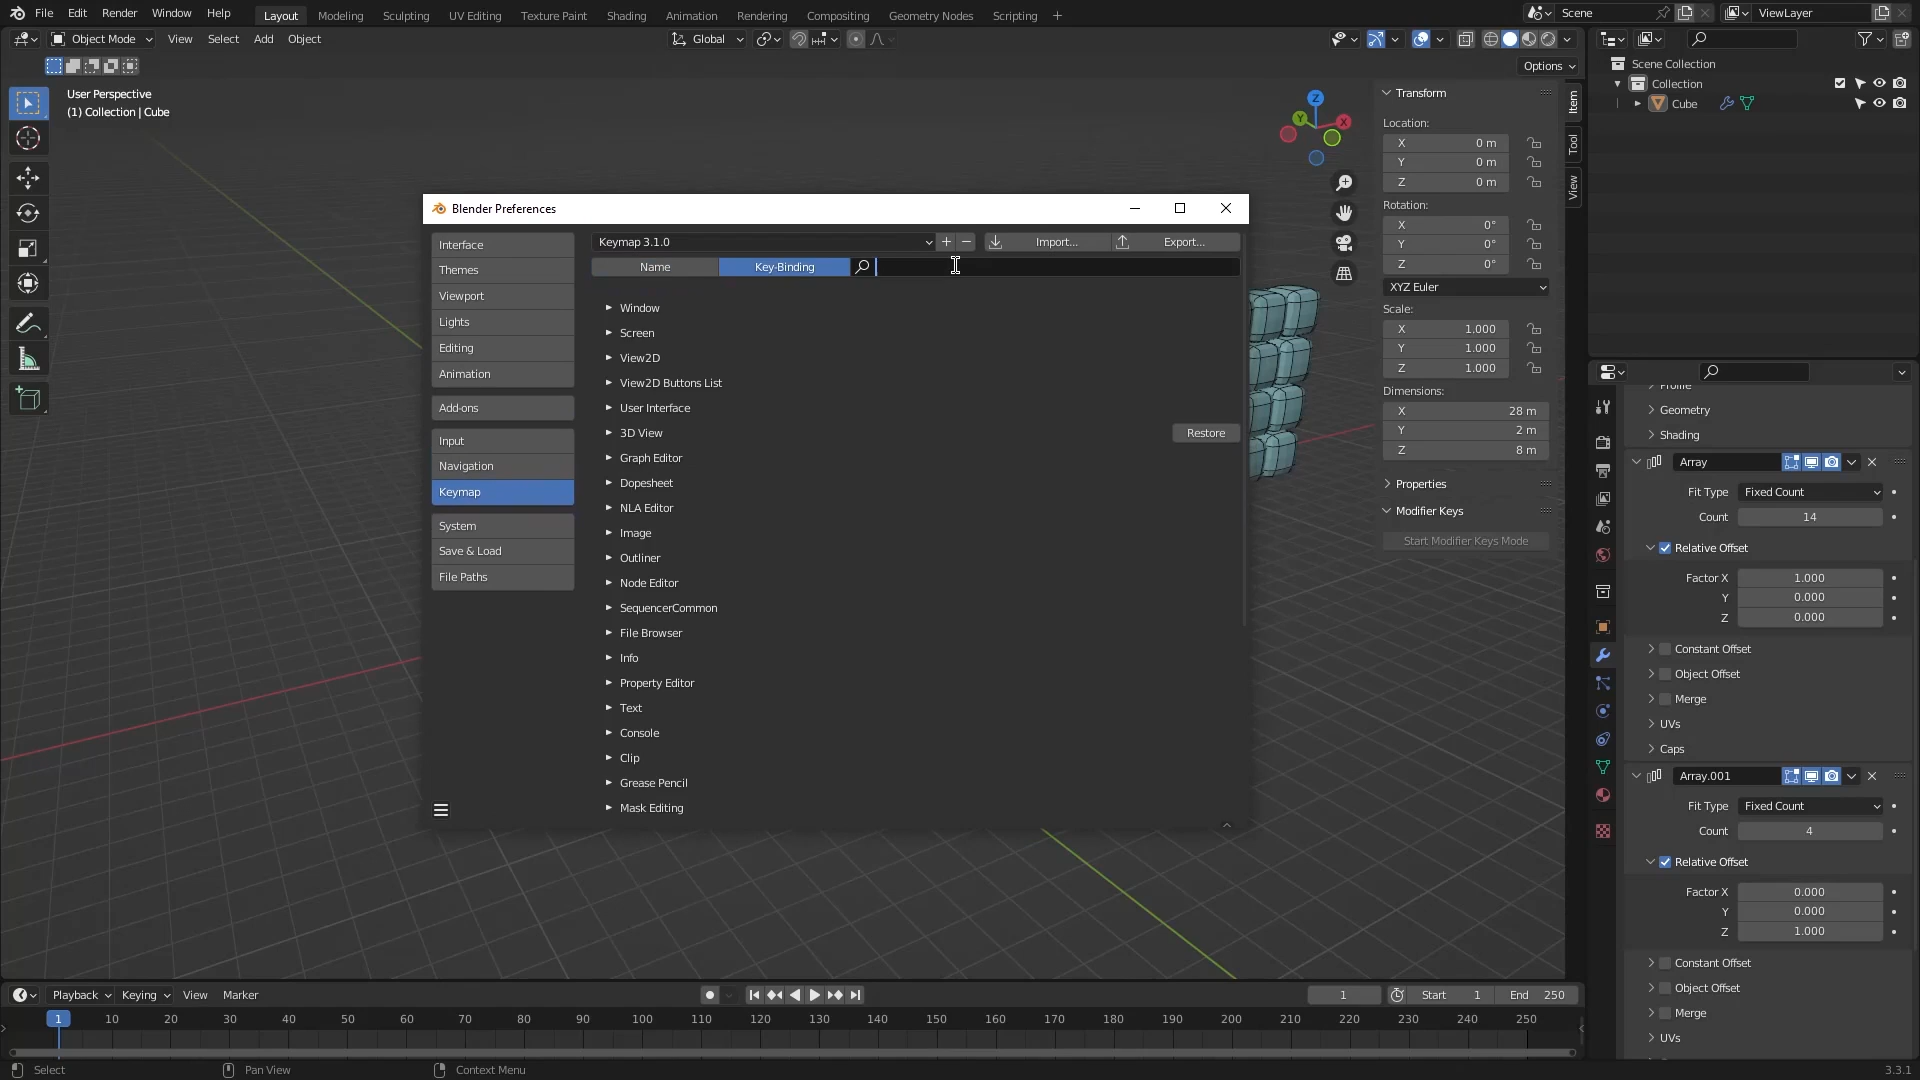 File Edit Render Window Help Layout Modeling Sculpting UV Editing Texture Paint Shading Animation Rendering Compositing Geometry Nodes Scripting + Scene ViewLayer
Object Mode View Select Add Object Global
Options
User Perspective
(1) Collection | Cube
Z
Y
X
Transform
Location:
X 0 m
Y 0 m
Z 0 m
Rotation:
X 0°
Y 0°
Z 0°
XYZ Euler
Scale:
X 1.000
Y 1.000
Z 1.000
Dimensions:
X 28 m
Y 2 m
Z 8 m
Properties
Modifier Keys
Start Modifier Keys Mode
Item
Tool
View
Scene Collection
Collection
Cube
Blender Preferences
Interface
Themes
Viewport
Lights
Editing
Animation
Add-ons
Input
Navigation
Keymap
System
Save & Load
File Paths
Keymap 3.1.0 Import... Export...
Name Key-Binding
Window
Screen
View2D
View2D Buttons List
User Interface
3D View Restore
Graph Editor
Dopesheet
NLA Editor
Image
Outliner
Node Editor
SequencerCommon
File Browser
Info
Property Editor
Text
Console
Clip
Grease Pencil
Mask Editing
Profile
Geometry
Shading
Array
Fit Type Fixed Count
Count 14
Relative Offset
Factor X 1.000
Y 0.000
Z 0.000
Constant Offset
Object Offset
Merge
UVs
Caps
Array.001
Fit Type Fixed Count
Count 4
Relative Offset
Factor X 0.000
Y 0.000
Z 1.000
Constant Offset
Object Offset
Merge
UVs
Playback Keying View Marker 1 Start 1 End 250
1 10 20 30 40 50 60 70 80 90 100 110 120 130 140 150 160 170 180 190 200 210 220 230 240 250
Select Pan View Context Menu 3.3.1